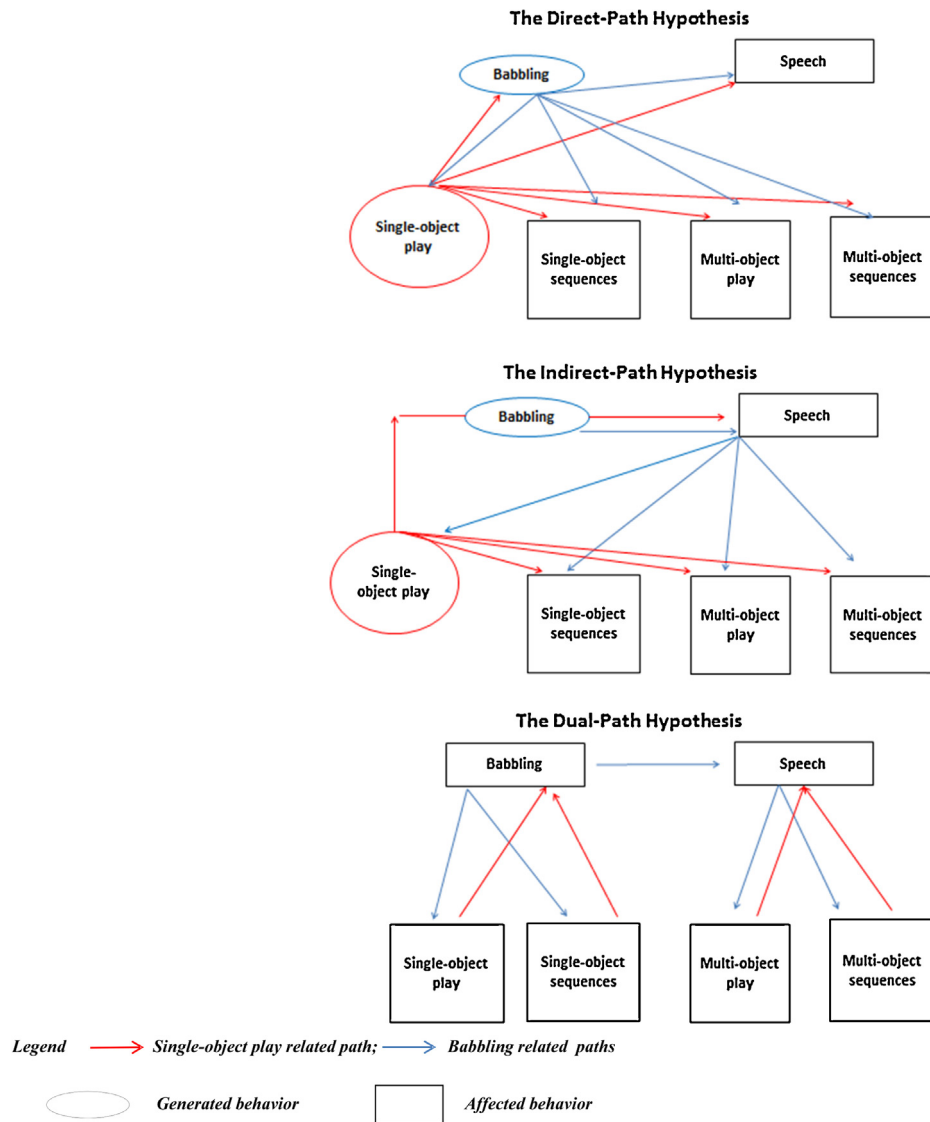 The Direct-Path Hypothesis
Babbling
Speech
Single-object
play
Single-object
sequences
Multi-object
play
Multi-object
sequences
The Indirect-Path Hypothesis
Babbling
Speech
Single-
object play
Single-object
sequences
Multi-object
play
Multi-object
sequences
The Dual-Path Hypothesis
Babbling
Speech
Single-object
play
Single-object
sequences
Multi-object
play
Multi-object
sequences
Legend Single-object play related path; Babbling related paths
Generated behavior Affected behavior